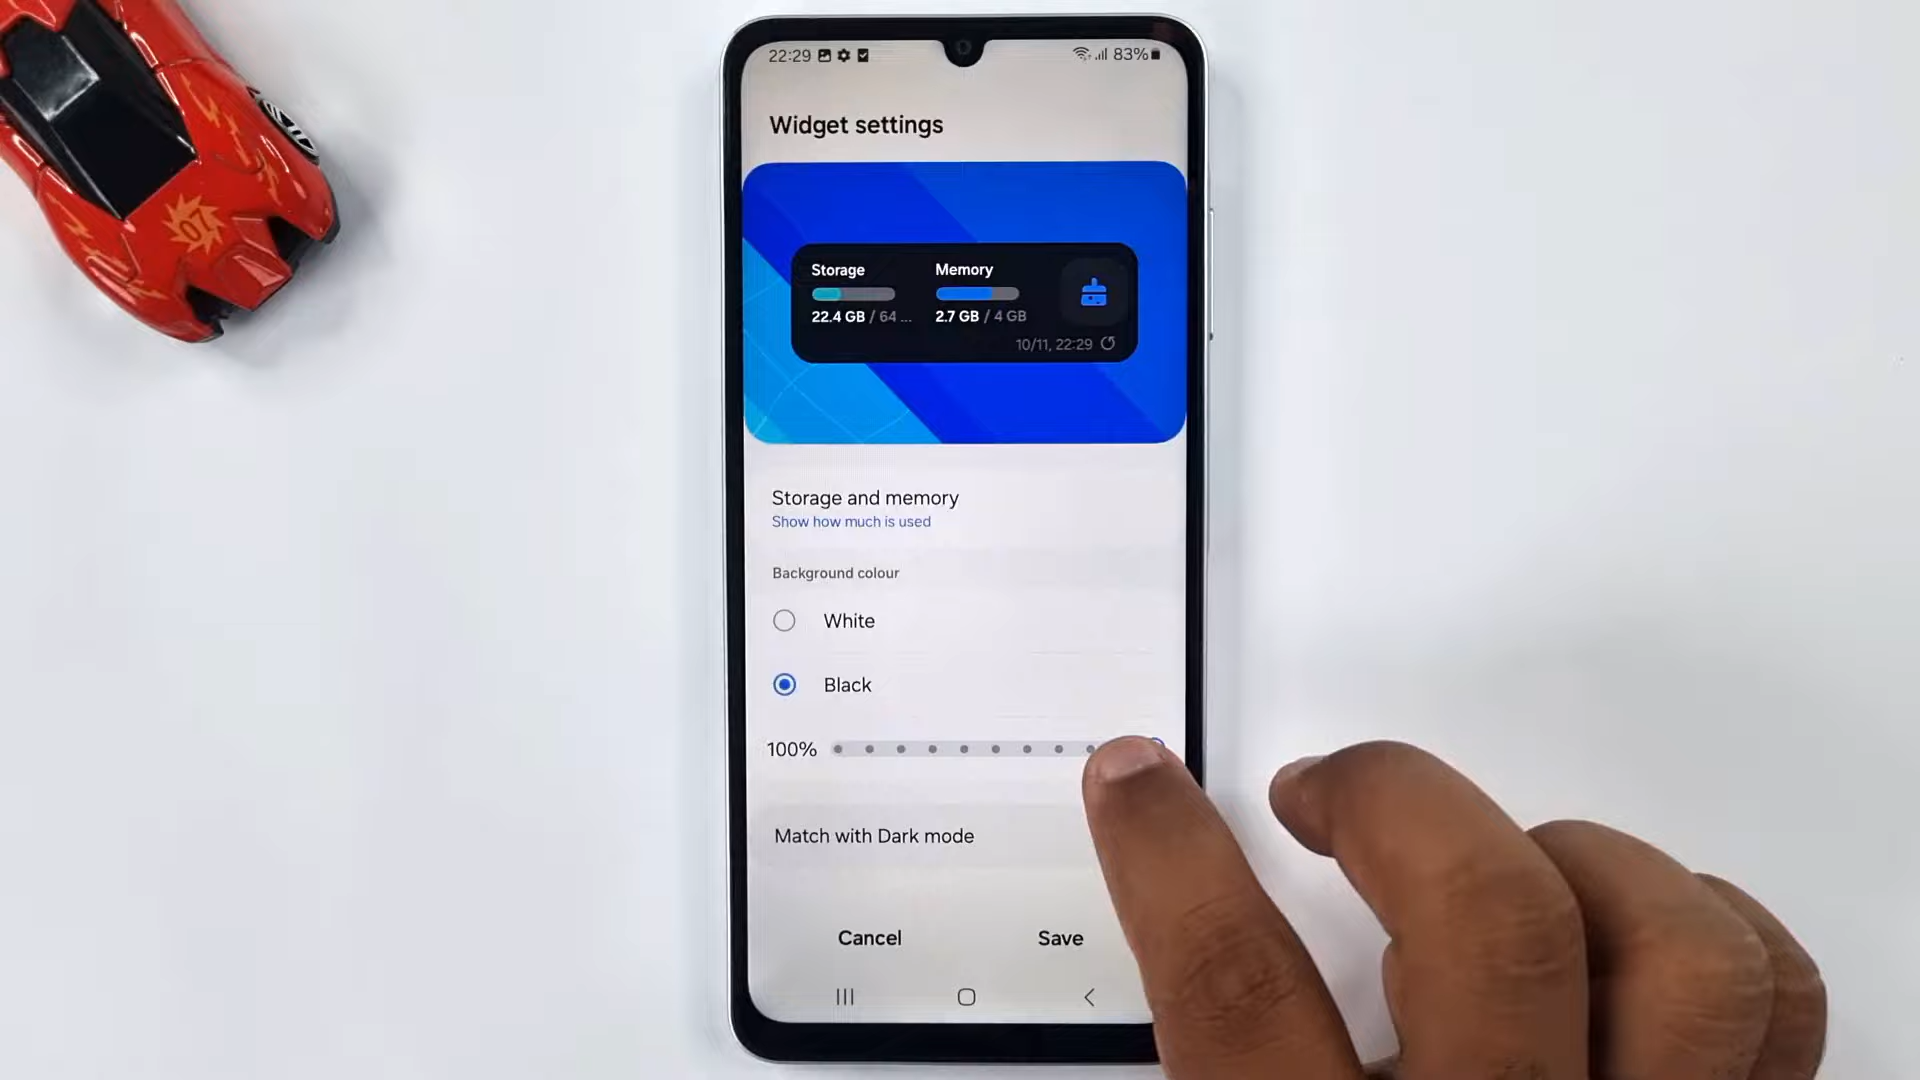 22:29
83%
Widget settings
Storage Memory
22.4 GB / 64 ... 2.7 GB / 4 GB
10/11, 22:29
Storage and memory
Show how much is used
Background colour
White
Black
100%
Match with Dark mode
Cancel Save
07